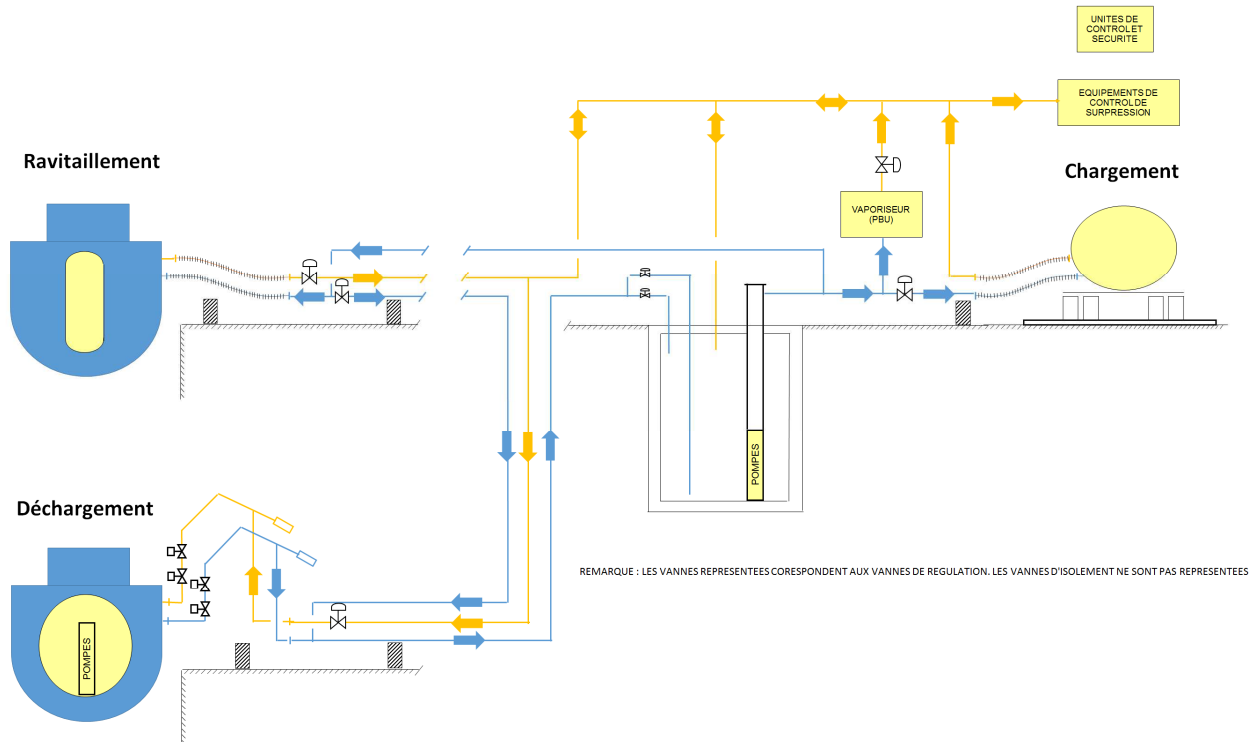 UNITES DE
CONTROL ET
SECURITE
EQUIPEMENTS DE
CONTROL DE
SURPRESSION
Ravitaillement
Chargement
VAPORISEUR
(PBU)
POMPES
Déchargement
POMPES
REMARQUE : LES VANNES REPRESENTEES CORESPONDENT AUX VANNES DE REGULATION. LES VANNES D'ISOLEMENT NE SONT PAS REPRESENTEES